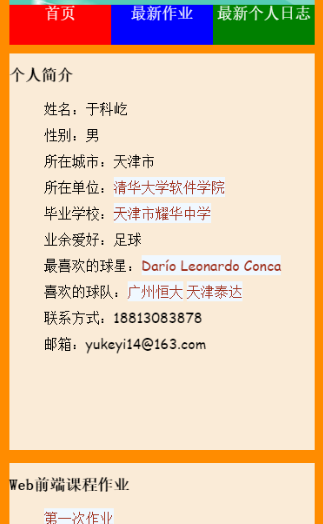 首页 最新作业 最新个人日志
个人简介
姓名：于科屹
性别：男
所在城市：天津市
所在单位：清华大学软件学院
毕业学校：天津市耀华中学
业余爱好：足球
最喜欢的球星：Darío Leonardo Conca
喜欢的球队：广州恒大 天津泰达
联系方式：18813083878
邮箱：yukeyi14@163.com
Web前端课程作业
第一次作业